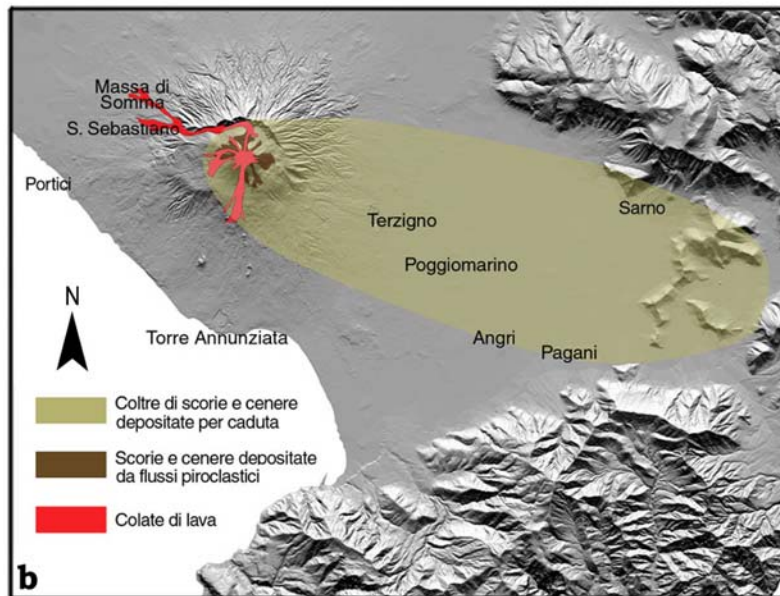 Massa di
Somma
S. Sebastiano
Portici
Sarno
Terzigno
Poggiomarino
N
Torre Annunziata
Angri
Pagani
Coltre di scorie e cenere
depositate per caduta
Scorie e cenere depositate
da flussi piroclastici
Colate di lava
b